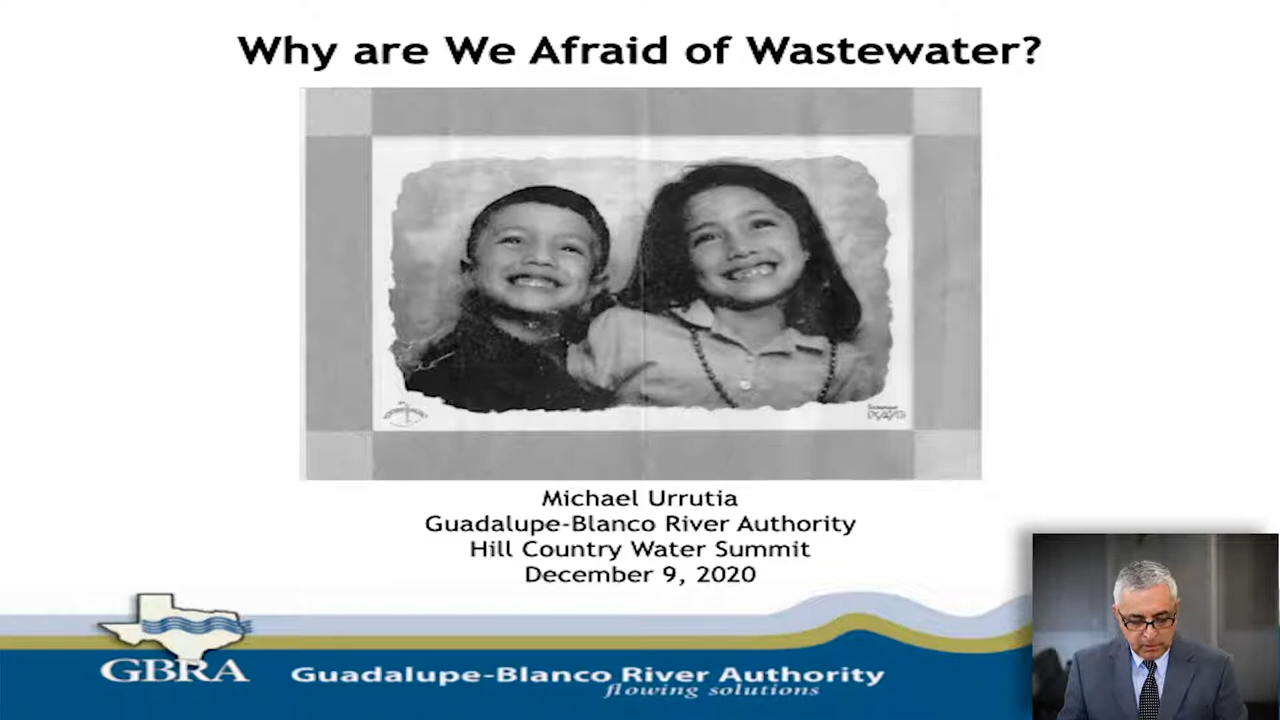 Why are We Afraid of Wastewater?
Michael Urrutia
Guadalupe-Blanco River Authority
Hill Country Water Summit
December 9, 2020
GBRA
Guadalupe-Blanco River Authority
flowing solutions